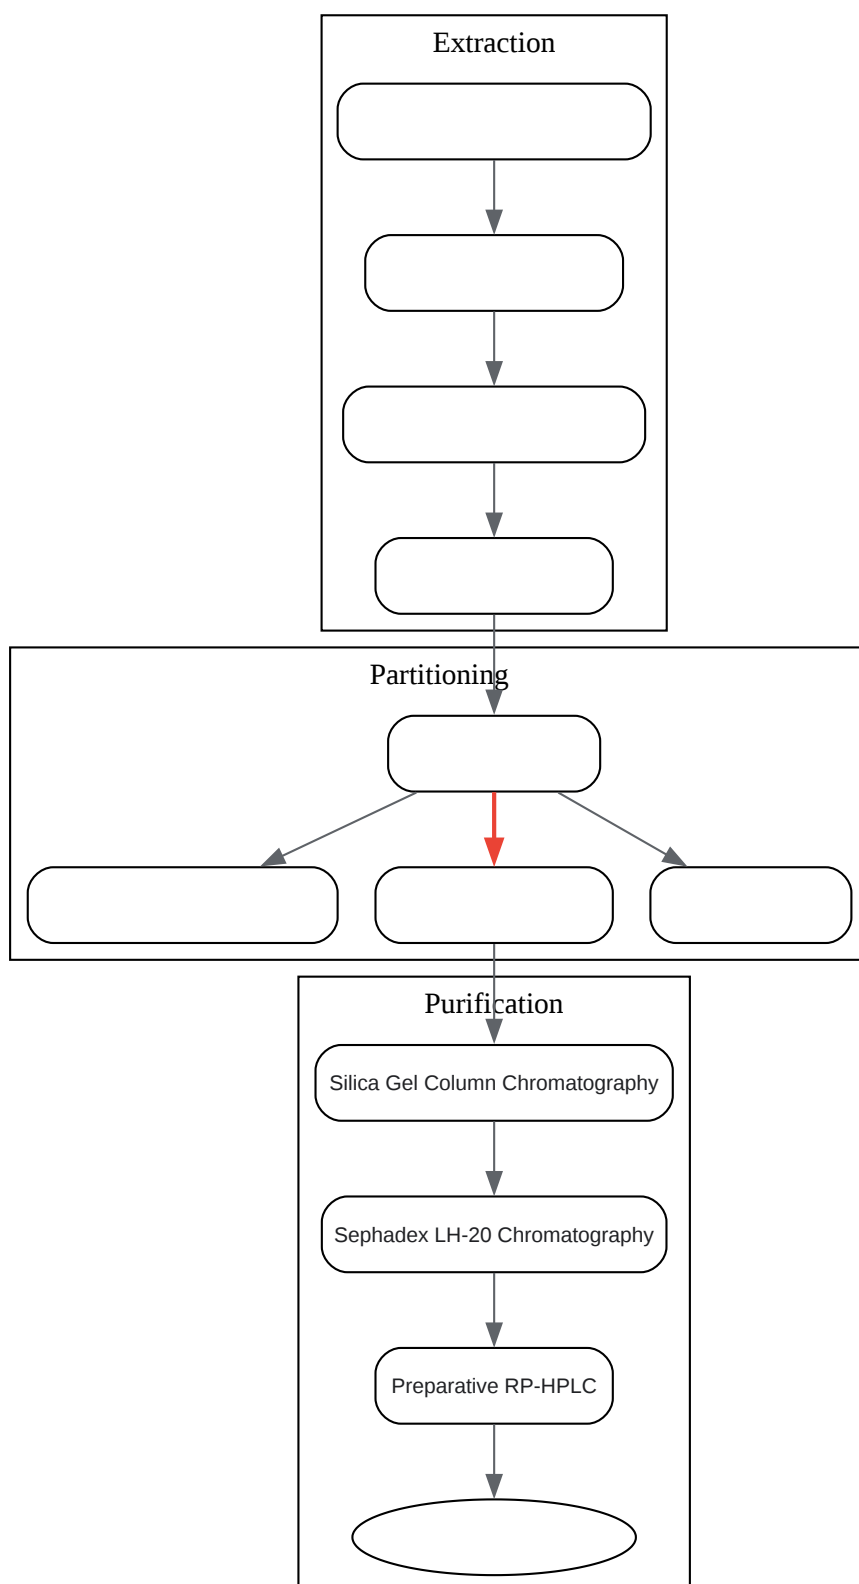 Extraction
Partitioning
Purification
Silica Gel Column Chromatography
Sephadex LH-20 Chromatography
Preparative RP-HPLC